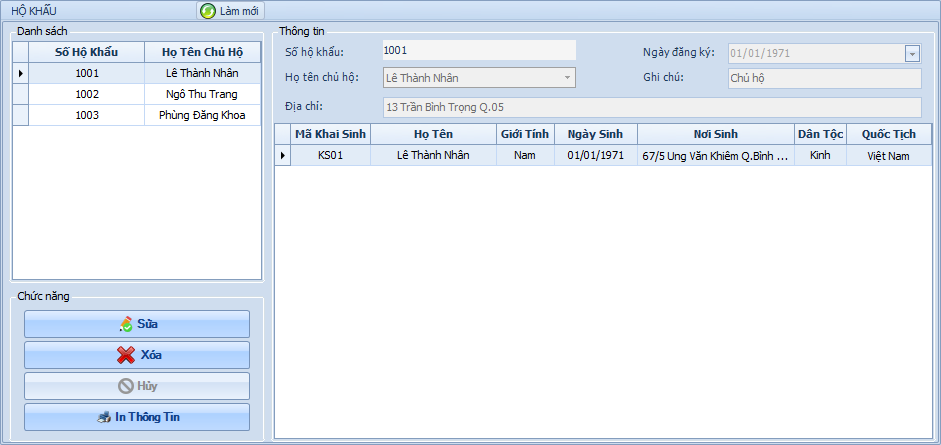 HỘ KHẨU Làm mới
Danh sách
Số Hộ Khẩu Họ Tên Chủ Hộ
1001 Lê Thành Nhân
1002 Ngô Thu Trang
1003 Phùng Đăng Khoa
Chức năng
Sửa
Xóa
Hủy
In Thông Tin
Thông tin
Số hộ khẩu: 1001 Ngày đăng ký: 01/01/1971
Họ tên chủ hộ: Lê Thành Nhân Ghi chú: Chủ hộ
Địa chỉ: 13 Trần Bình Trọng Q.05
Mã Khai Sinh Họ Tên Giới Tính Ngày Sinh Nơi Sinh Dân Tộc Quốc Tịch
KS01 Lê Thành Nhân Nam 01/01/1971 67/5 Ung Văn Khiêm Q.Bình ... Kinh Việt Nam